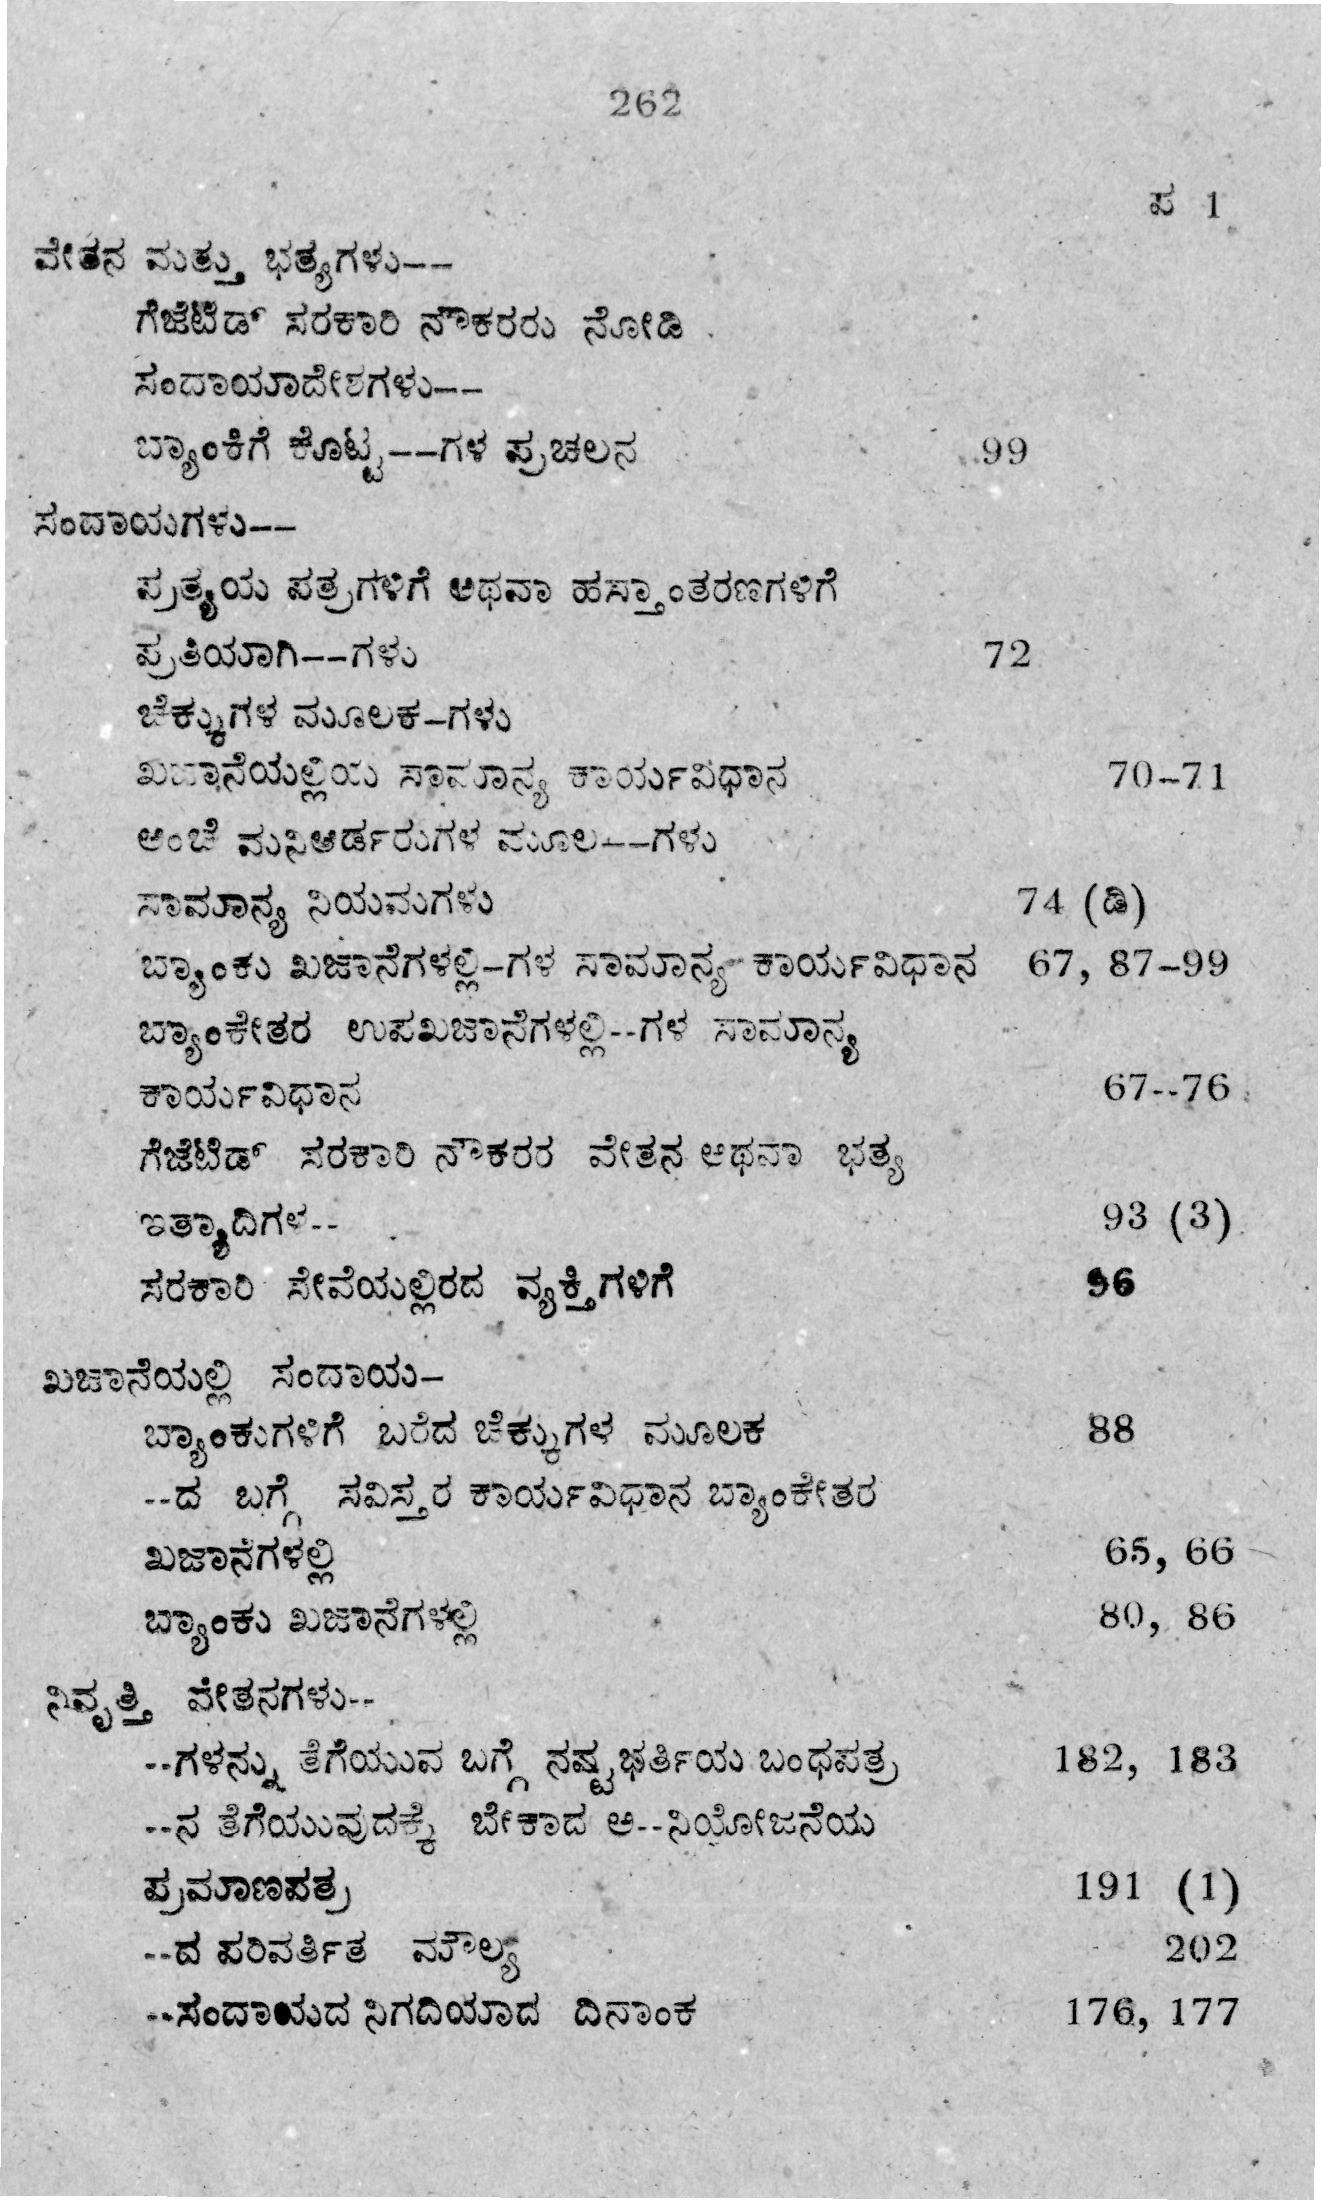 262
ಪ 1
ವೇತನ ಮತ್ತು ಭತ್ಯಗಳು——
ಗೆಜೆಟೆಡ್ ಸರಕಾರಿ ನೌಕರರು ನೋಡಿ .
ಸಂದಾಯಾದೇಶಗಳು——
ಬ್ಯಾಂಕಿಗೆ ಕೊಟ್ಟ——ಗಳ ಪ್ರಚಲನ ..99
ಸಂದಾಯಗಳು——
ಪ್ರತ್ಯಯ ಪತ್ರಗಳಿಗೆ ಅಥವಾ ಹಸ್ತಾಂತರಣಗಳಿಗೆ
ಪ್ರತಿಯಾಗಿ——ಗಳು 72
ಚೆಕ್ಕುಗಳ ಮೂಲಕ–ಗಳು
ಖಜಾನೆಯಲ್ಲಿಯ ಸಾಮಾನ್ಯ ಕಾರ್ಯವಿಧಾನ 70–71
ಅಂಚೆ ಮನಿಆರ್ಡರುಗಳ ಮೂಲ——ಗಳು
ಸಾಮಾನ್ಯ ನಿಯಮಗಳು 74 (ಡಿ)
ಬ್ಯಾಂಕು ಖಜಾನೆಗಳಲ್ಲಿ–ಗಳ ಸಾಮಾನ್ಯ ಕಾರ್ಯವಿಧಾನ 67, 87–99
ಬ್ಯಾಂಕೇತರ ಉಪಖಜಾನೆಗಳಲ್ಲಿ--ಗಳ ಸಾಮಾನ್ಯ
ಕಾರ್ಯವಿಧಾನ 67--76
ಗೆಜೆಟೆಡ್ ಸರಕಾರಿ ನೌಕರರ ವೇತನ ಅಥವಾ ಭತ್ಯ
ಇತ್ಯಾದಿಗಳ-- 93 (3)
ಸರಕಾರಿ ಸೇವೆಯಲ್ಲಿರದ ವ್ಯಕ್ತಿಗಳಿಗೆ 96
ಖಜಾನೆಯಲ್ಲಿ ಸಂದಾಯ–
ಬ್ಯಾಂಕುಗಳಿಗೆ ಬರೆದ ಚೆಕ್ಕುಗಳ ಮೂಲಕ 88
--ದ ಬಗ್ಗೆ ಸವಿಸ್ತರ ಕಾರ್ಯವಿಧಾನ ಬ್ಯಾಂಕೇತರ
ಖಜಾನೆಗಳಲ್ಲಿ 65, 66
ಬ್ಯಾಂಕು ಖಜಾನೆಗಳಲ್ಲಿ 80, 86
ನಿವೃತ್ತಿ ವೇತನಗಳು--
--ಗಳನ್ನು ತೆಗೆಯುವ ಬಗ್ಗೆ ನಷ್ಟಭರ್ತಿಯ ಬಂಧಪತ್ರ 182, 183
--ನ ತೆಗೆಯುವುದಕ್ಕೆ ಬೇಕಾದ ಅ--ನಿಯೋಜನೆಯ
ಪ್ರಮಾಣಪತ್ರ 191 (1)
--ದ ಪರಿವರ್ತಿತ ಮೌಲ್ಯ 202
--ಸಂದಾಯದ ನಿಗದಿಯಾದ ದಿನಾಂಕ 176, 177